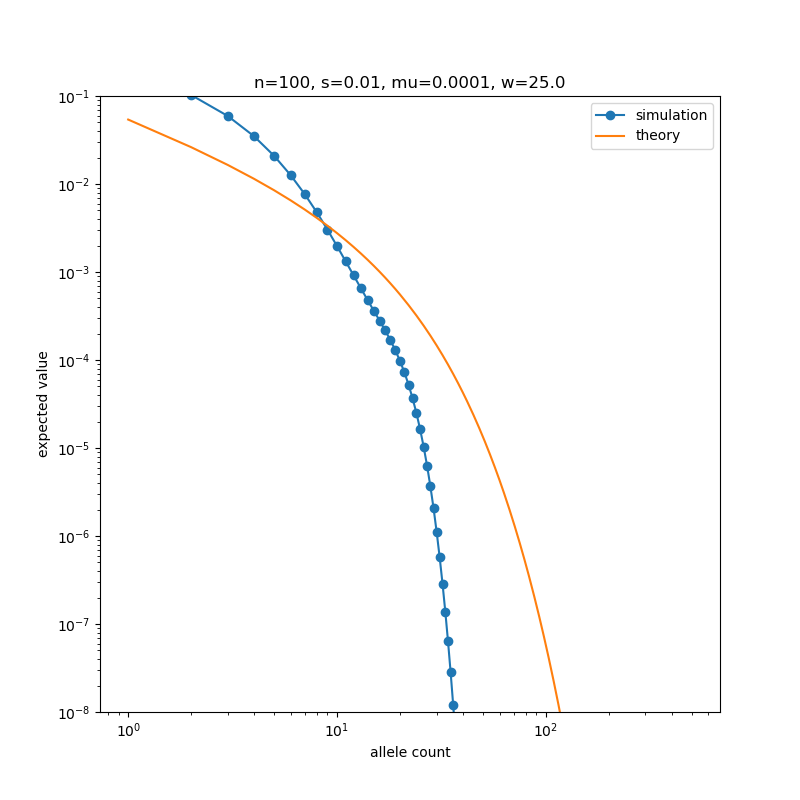 n=100, s=0.01, mu=0.0001, w=25.0
simulation
theory
expected value
10⁻¹
10⁻²
10⁻³
10⁻⁴
10⁻⁵
10⁻⁶
10⁻⁷
10⁻⁸
10⁰ 10¹ 10²
allele count